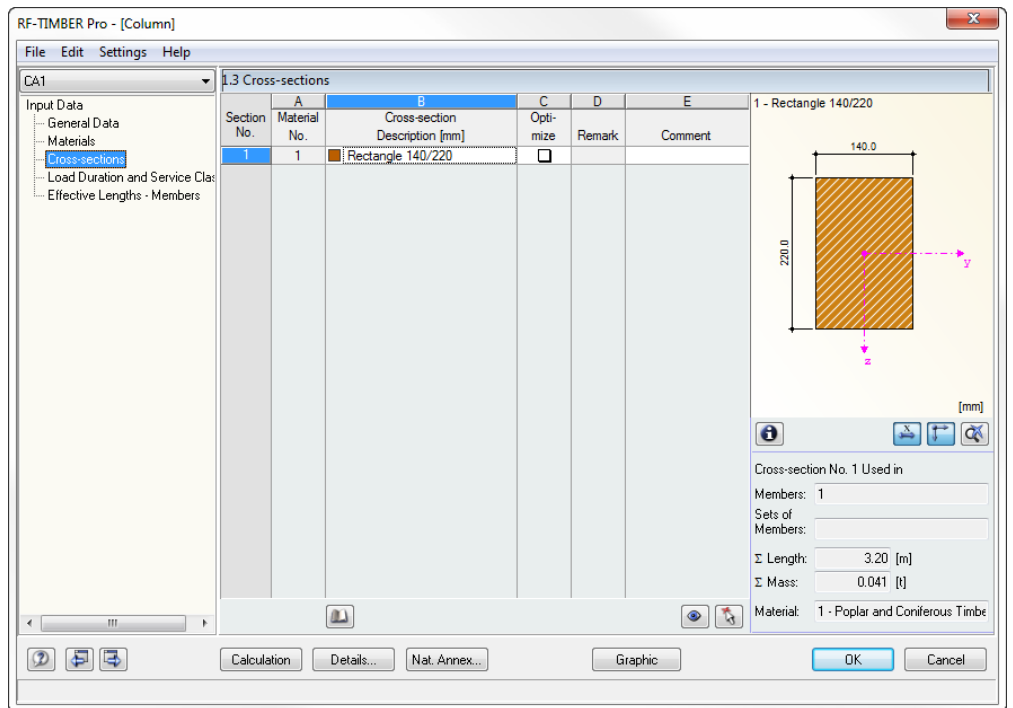 RF-TIMBER Pro - [Column]
File Edit Settings Help
CA1
1.3 Cross-sections
Input Data
General Data
Materials
Cross-sections
Load Duration and Service Clas
Effective Lengths - Members
A B C D E
Section Material Cross-section Opti-
No. No. Description [mm] mize Remark Comment
1 1 Rectangle 140/220
1 - Rectangle 140/220
140.0
220.0
y
z
[mm]
Cross-section No. 1 Used in
Members: 1
Sets of
Members:
Σ Length: 3.20 [m]
Σ Mass: 0.041 [t]
Material: 1 - Poplar and Coniferous Timbe
Calculation Details... Nat. Annex... Graphic OK Cancel